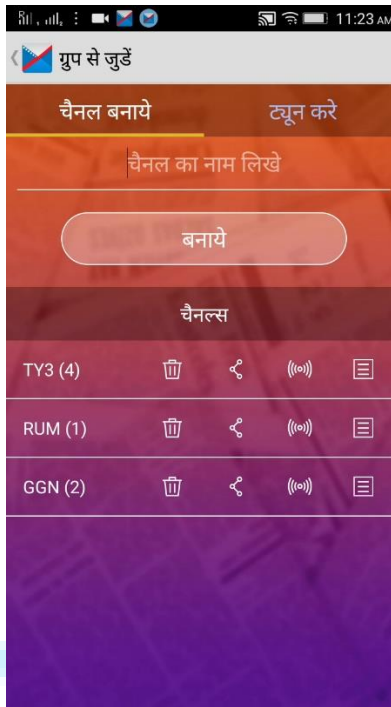 11:23 AM
ग्रुप से जुडें
चैनल बनाये ट्यून करे
चैनल का नाम लिखे
बनाये
चैनल्स
TY3 (4)
RUM (1)
GGN (2)